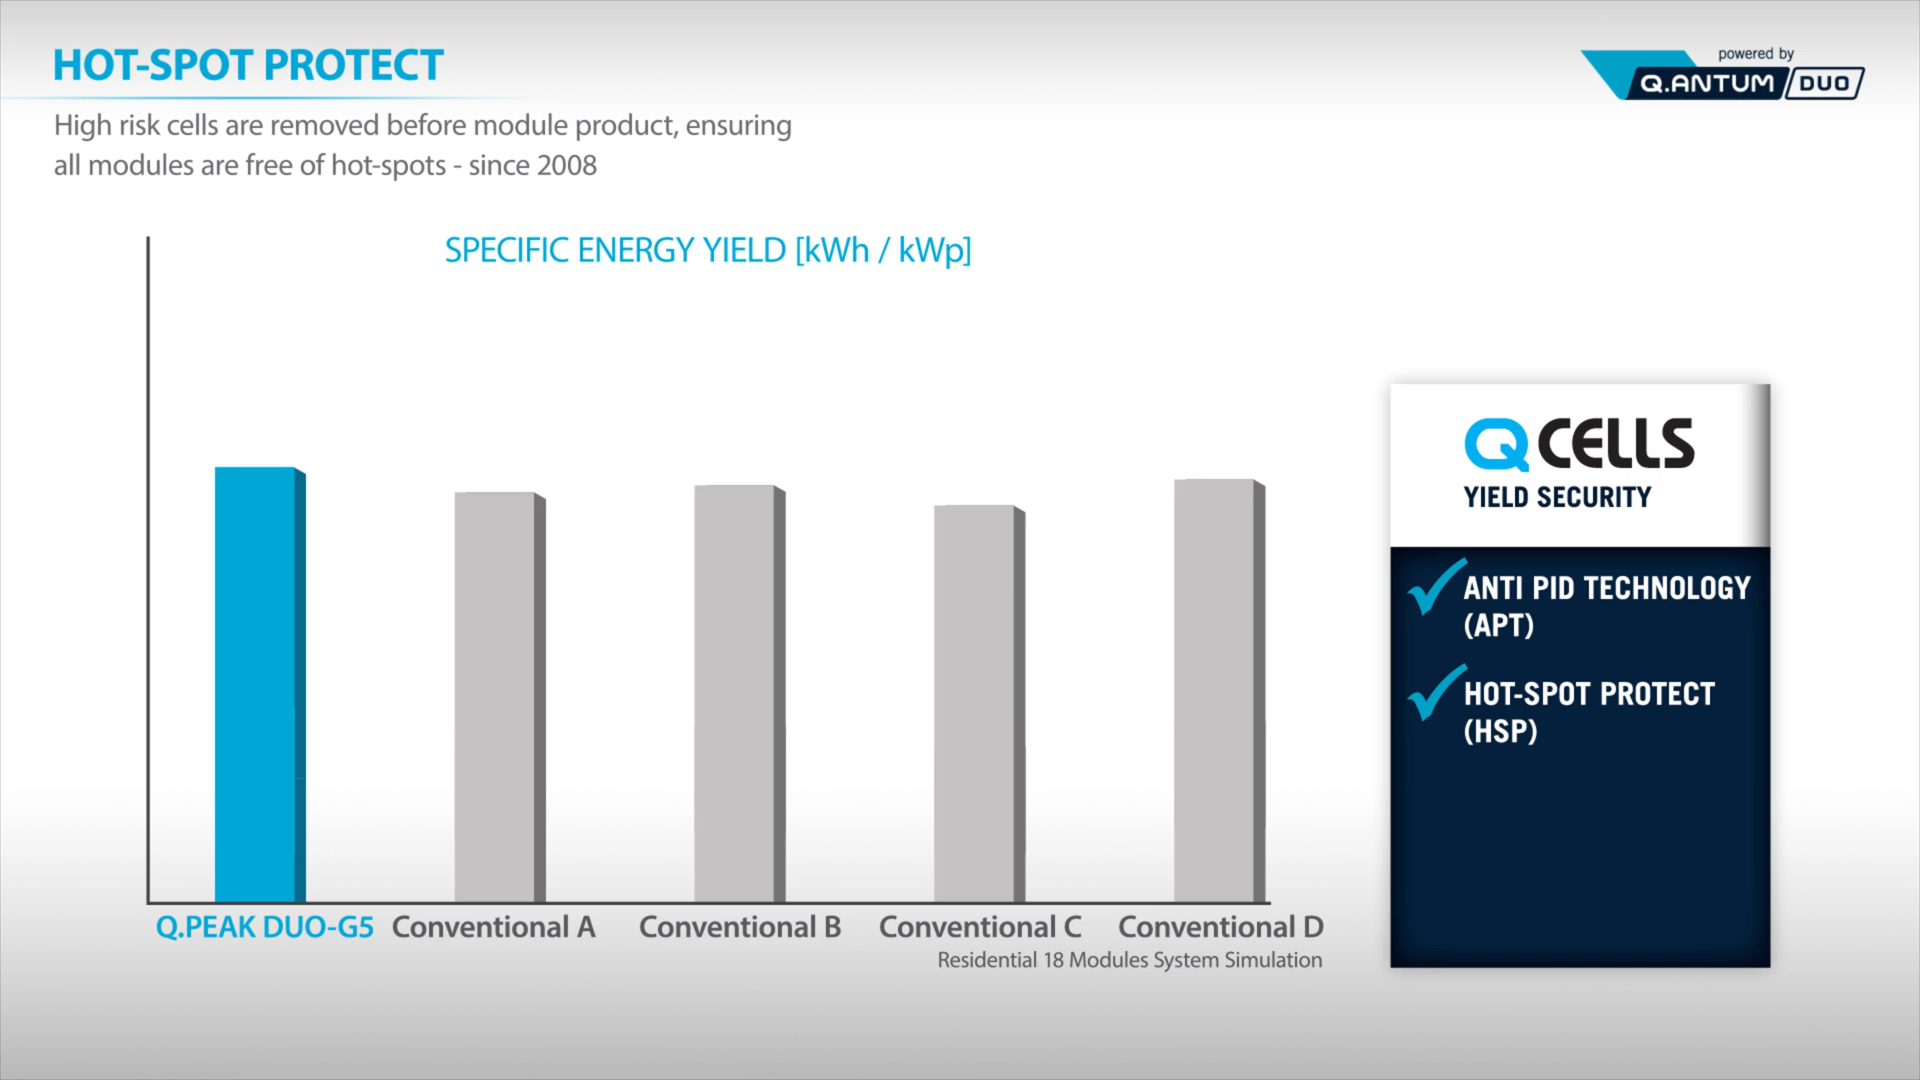 HOT-SPOT PROTECT
powered by
Q.ANTUM DUO
High risk cells are removed before module product, ensuring
all modules are free of hot-spots - since 2008
SPECIFIC ENERGY YIELD [kWh / kWp]
Q.PEAK DUO-G5
Conventional A
Conventional B
Conventional C
Conventional D
Residential 18 Modules System Simulation
Q CELLS
YIELD SECURITY
ANTI PID TECHNOLOGY
(APT)
HOT-SPOT PROTECT
(HSP)